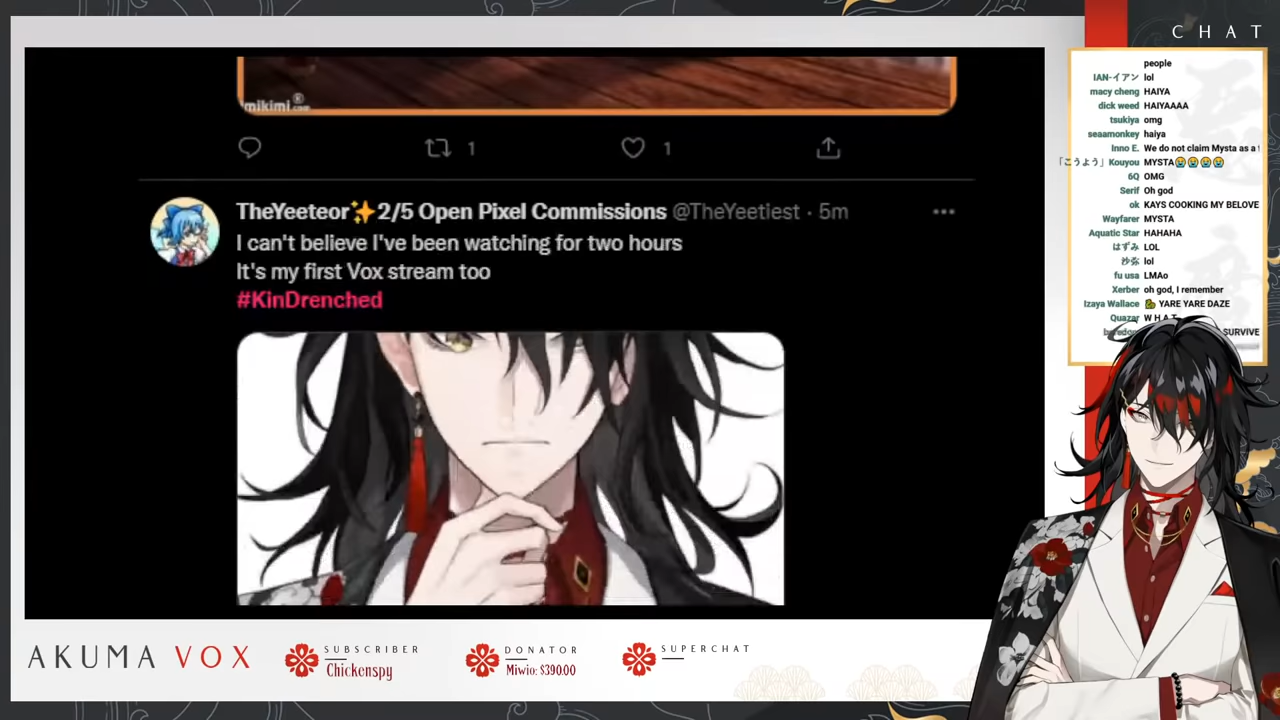 CHAT
mikimi
1
1
TheYeeteor✨2/5 Open Pixel Commissions @TheYeetiest · 5m
I can't believe I've been watching for two hours
It's my first Vox stream too
#KinDrenched
people
IAN-イアン lol
macy cheng HAIYA
dick weed HAIYAAAA
tsukiya omg
seaamonkey haiya
Inno E. We do not claim Mysta as a
「こうよう」Kouyou MYSTA😭😭😭😭
6Q OMG
Serif Oh god
ok KAYS COOKING MY BELOVE
Wayfarer MYSTA
Aquatic Star HAHAHA
はずみ LOL
沙弥 lol
fu usa LMAo
Xerber oh god, I remember
Izaya Wallace YARE YARE DAZE
Quazar W H A T
SURVIVE
AKUMA VOX
SUBSCRIBER
Chickenspy
DONATOR
Miwio: $390.00
SUPERCHAT